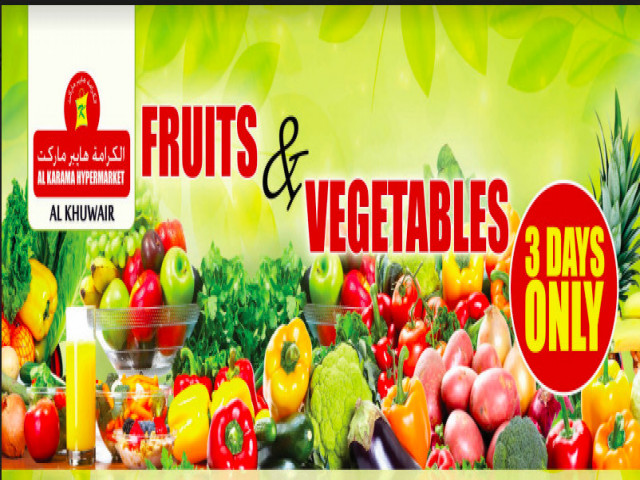 الكرامة هايبر ماركت
AL KARAMA HYPERMARKET
AL KHUWAIR
FRUITS
&
VEGETABLES
3 DAYS
ONLY